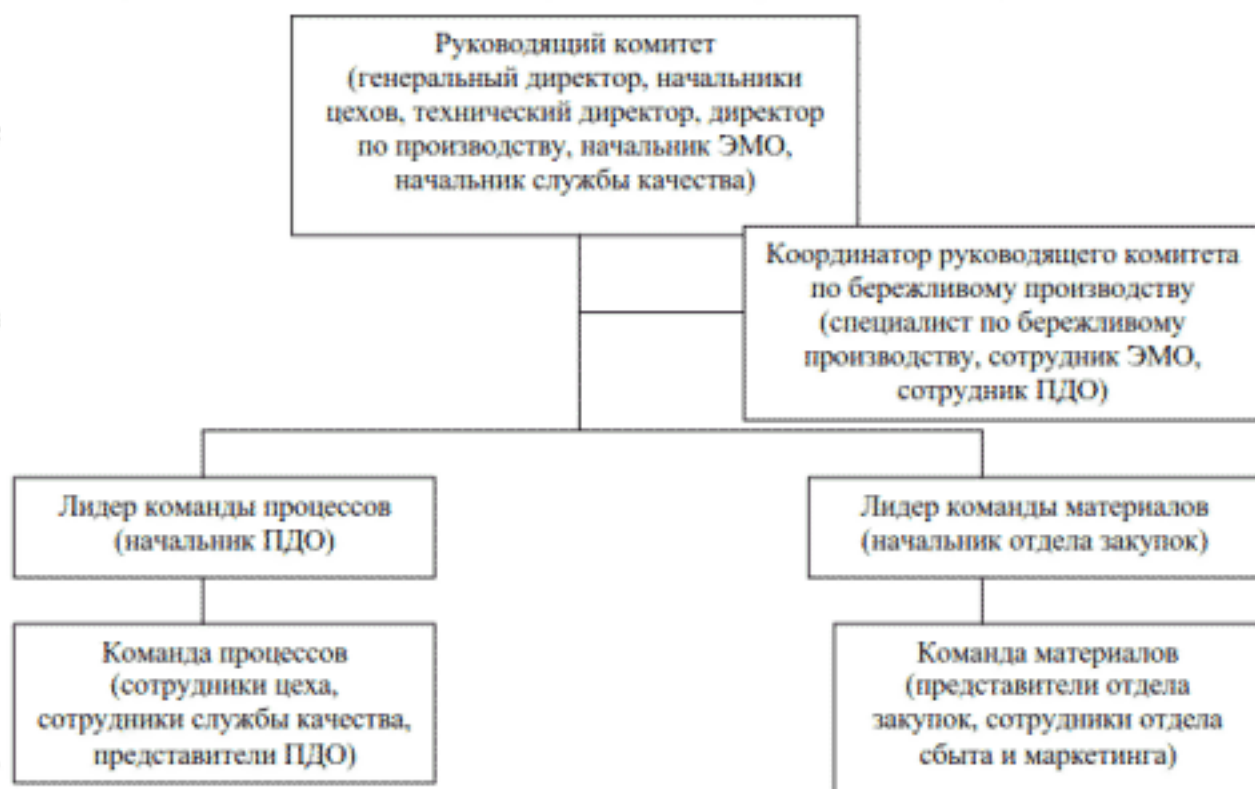 Руководящий комитет
(генеральный директор, начальники
цехов, технический директор, директор
по производству, начальник ЭМО,
начальник службы качества)
Координатор руководящего комитета
по бережливому производству
(специалист по бережливому
производству, сотрудник ЭМО,
сотрудник ПДО)
Лидер команды процессов
(начальник ПДО)
Лидер команды материалов
(начальник отдела закупок)
Команда процессов
(сотрудники цеха,
сотрудники службы качества,
представители ПДО)
Команда материалов
(представители отдела
закупок, сотрудники отдела
сбыта и маркетинга)